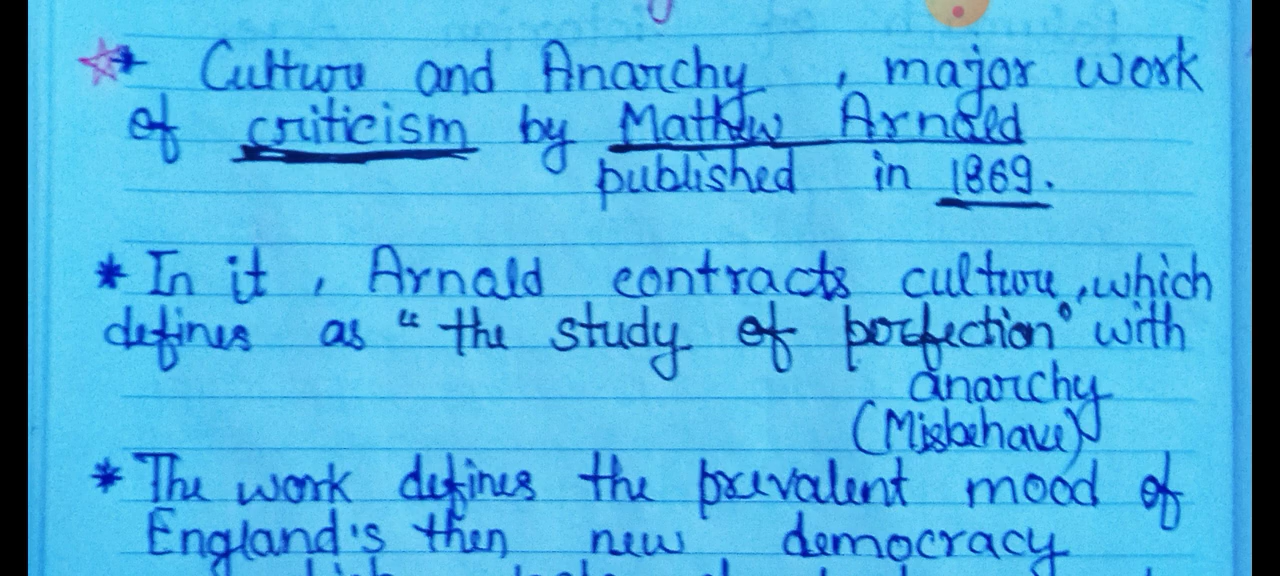 * Culture and Anarchy, major work
of criticism by Mathew Arnold
published in 1869.
* In it, Arnald contracts culture, which
defines as "the study of perfection" with
anarchy
(Misbehave)
* The work defines the prevalent mood of
England's then new democracy